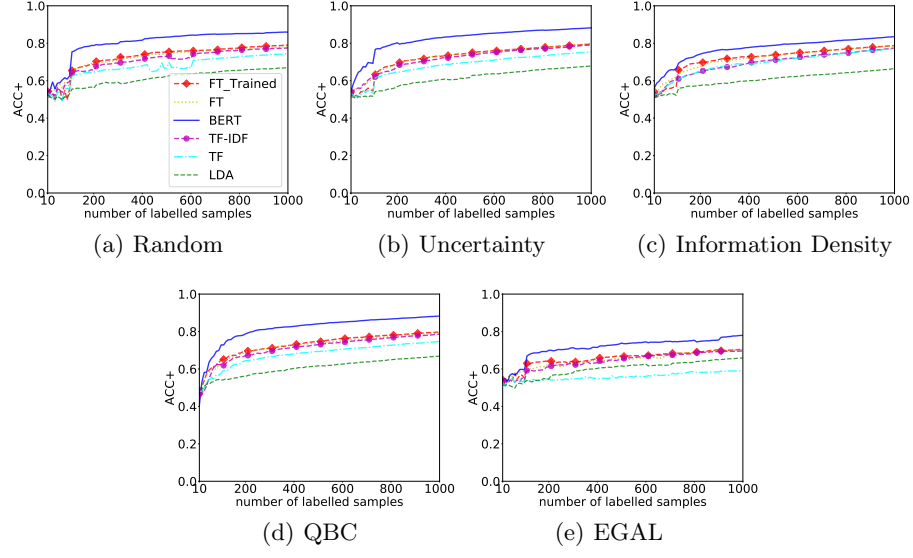 1.0
0.8
0.6
0.4
0.2
0.0
ACC+
FT_Trained
FT
BERT
TF-IDF
TF
LDA
10 200 400 600 800 1000
number of labelled samples
(a) Random
1.0
0.8
0.6
0.4
0.2
0.0
ACC+
10 200 400 600 800 1000
number of labelled samples
(b) Uncertainty
1.0
0.8
0.6
0.4
0.2
0.0
ACC+
10 200 400 600 800 1000
number of labelled samples
(c) Information Density
1.0
0.8
0.6
0.4
0.2
0.0
ACC+
10 200 400 600 800 1000
number of labelled samples
(d) QBC
1.0
0.8
0.6
0.4
0.2
0.0
ACC+
10 200 400 600 800 1000
number of labelled samples
(e) EGAL